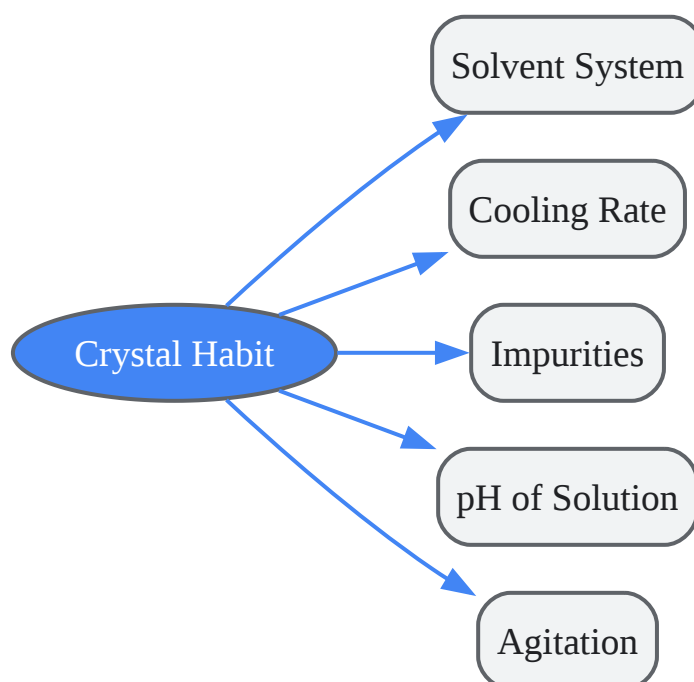 Solvent System
Cooling Rate
Crystal Habit
Impurities
pH of Solution
Agitation